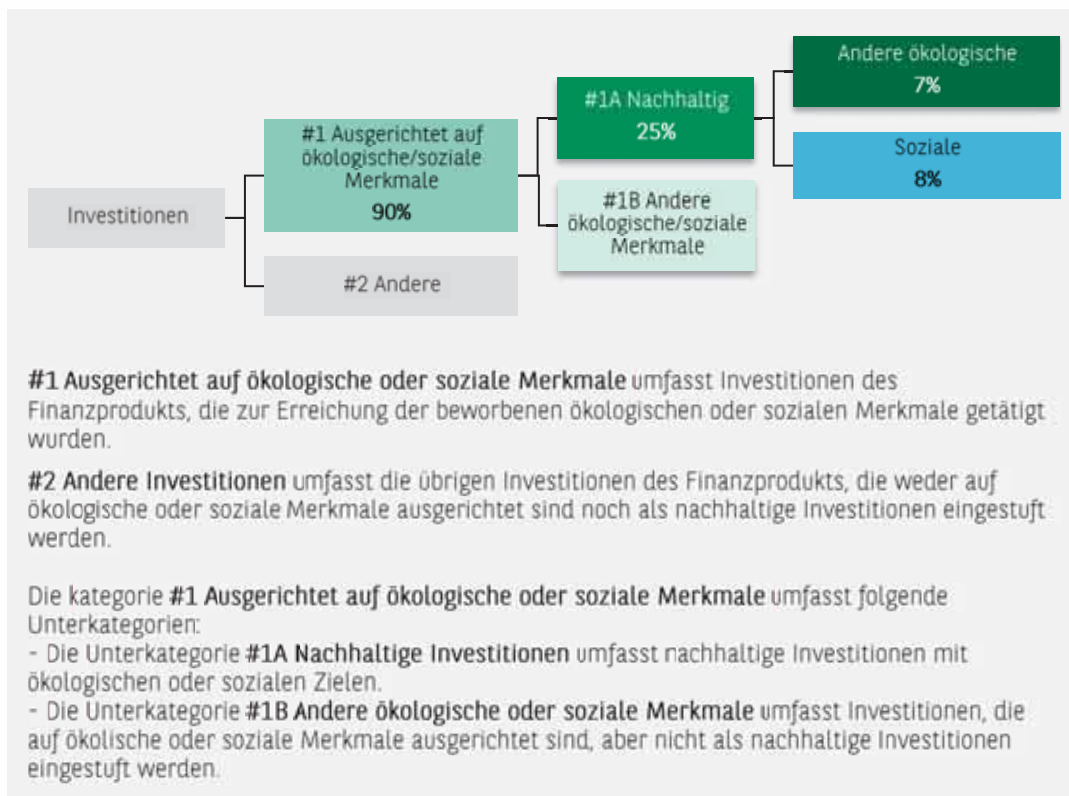 Andere ökologische
7%
#1A Nachhaltig
25%
#1 Ausgerichtet auf
ökologische/soziale
Merkmale
90%
Soziale
8%
Investitionen
#1B Andere
ökologische/soziale
Merkmale
#2 Andere
#1 Ausgerichtet auf ökologische oder soziale Merkmale umfasst Investitionen des
Finanzprodukts, die zur Erreichung der beworbenen ökologischen oder sozialen Merkmale getätigt
wurden.
#2 Andere Investitionen umfasst die übrigen Investitionen des Finanzprodukts, die weder auf
ökologische oder soziale Merkmale ausgerichtet sind noch als nachhaltige Investitionen eingestuft
werden.
Die kategorie #1 Ausgerichtet auf ökologische oder soziale Merkmale umfasst folgende
Unterkategorien:
- Die Unterkategorie #1A Nachhaltige Investitionen umfasst nachhaltige Investitionen mit
ökologischen oder sozialen Zielen.
- Die Unterkategorie #1B Andere ökologische oder soziale Merkmale umfasst Investitionen, die
auf ökolische oder soziale Merkmale ausgerichtet sind, aber nicht als nachhaltige Investitionen
eingestuft werden.